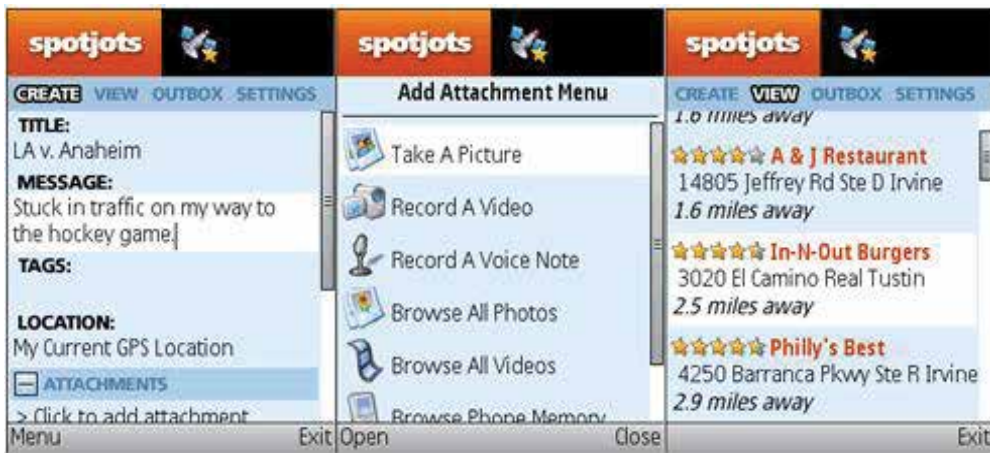 spotjots
CREATE VIEW OUTBOX SETTINGS
TITLE:
LA v. Anaheim
MESSAGE:
Stuck in traffic on my way to
the hockey game.
TAGS:
LOCATION:
My Current GPS Location
ATTACHMENTS
> Click to add attachment
Menu Exit
spotjots
Add Attachment Menu
Take A Picture
Record A Video
Record A Voice Note
Browse All Photos
Browse All Videos
Browse Phone Memory
Open Close
spotjots
CREATE VIEW OUTBOX SETTINGS
1.6 miles away
A & J Restaurant
14805 Jeffrey Rd Ste D Irvine
1.6 miles away
In-N-Out Burgers
3020 El Camino Real Tustin
2.5 miles away
Philly's Best
4250 Barranca Pkwy Ste R Irvine
2.9 miles away
Exit